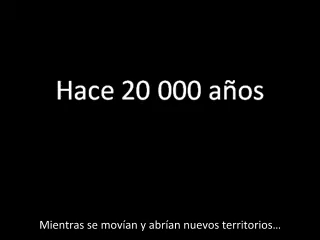 Hace 20 000 años
Mientras se movían y abrían nuevos territorios…